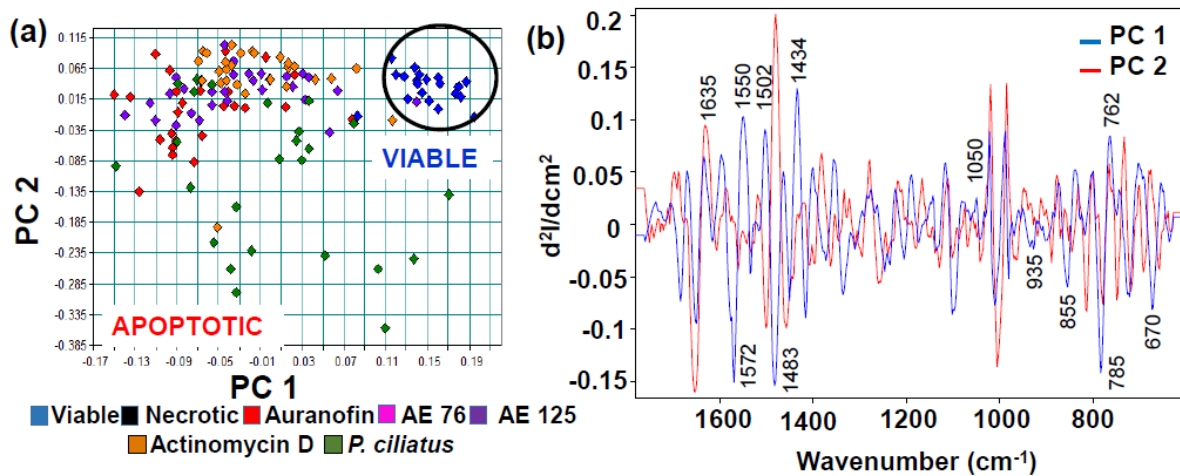 (a)
0.115
0.065
0.015
-0.035
-0.085
-0.135
-0.185
-0.235
-0.285
-0.335
-0.385
PC 2
VIABLE
APOPTOTIC
-0.17 -0.13 -0.09 -0.05 -0.01 0.03 0.07 0.11 0.15 0.19
PC 1
Viable Necrotic Auranofin AE 76 AE 125
Actinomycin D P. ciliatus
(b)
0.2
0.15
0.1
0.05
0
-0.05
-0.1
-0.15
d²I/dcm²
PC 1
PC 2
1635
1550
1502
1434
1050
762
1572
1483
935
855
785
670
1600 1400 1200 1000 800
Wavenumber (cm⁻¹)